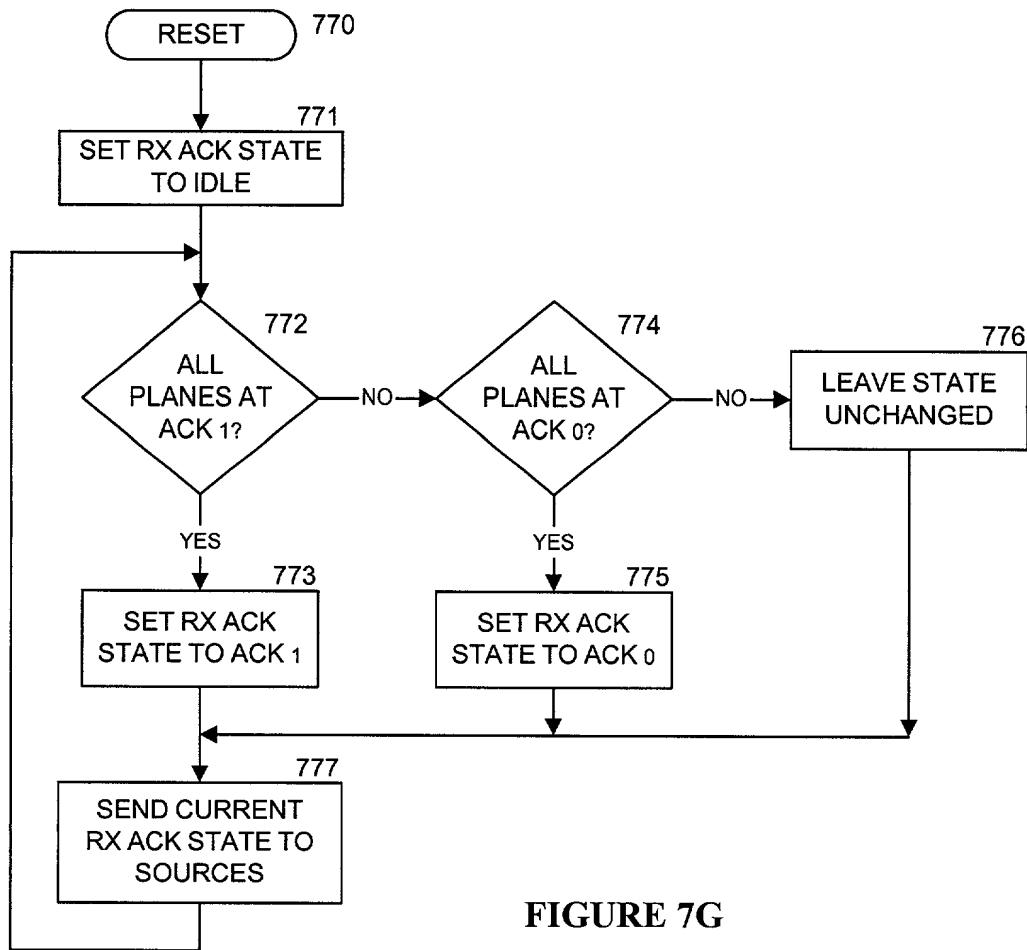 RESET
770
771
SET RX ACK STATE
TO IDLE
772
ALL
PLANES AT
ACK 1?
NO
774
ALL
PLANES AT
ACK 0?
NO
776
LEAVE STATE
UNCHANGED
YES
773
SET RX ACK
STATE TO ACK 1
YES
775
SET RX ACK
STATE TO ACK 0
777
SEND CURRENT
RX ACK STATE TO
SOURCES
FIGURE 7G